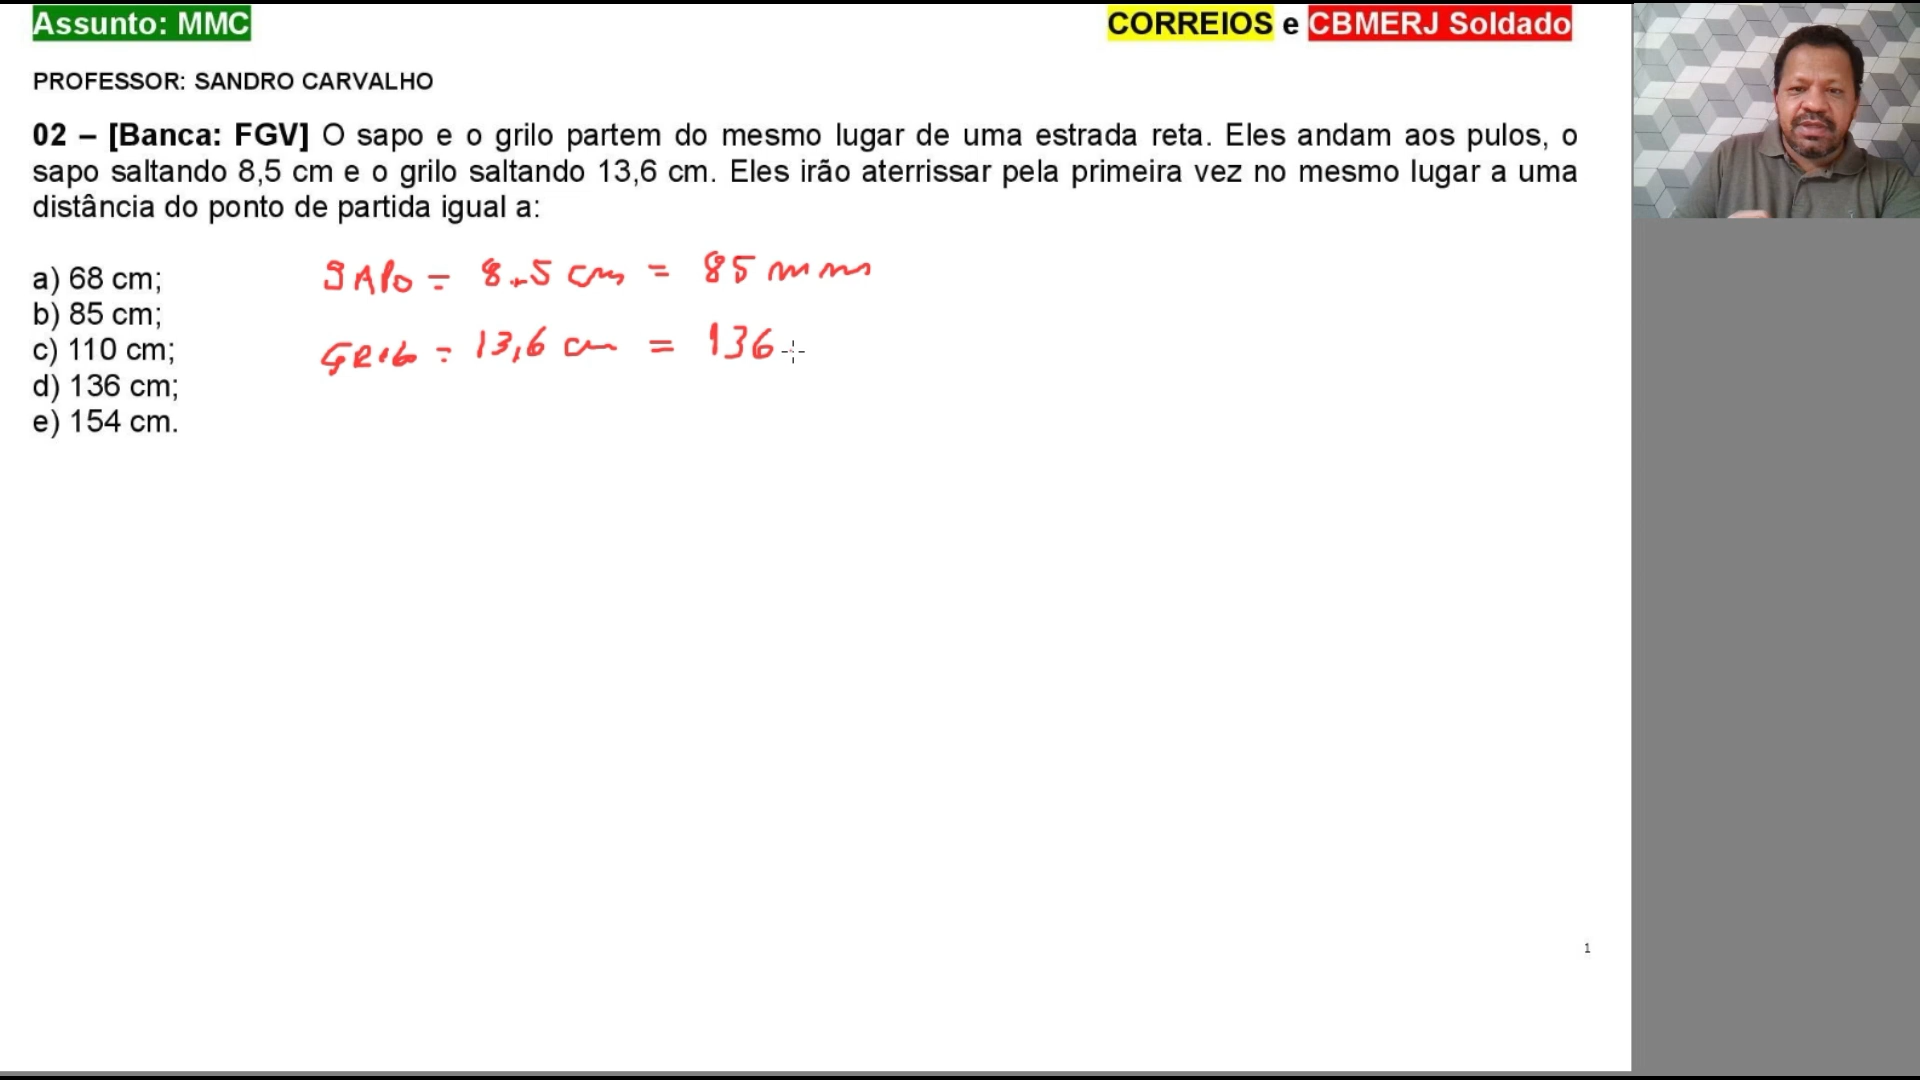 Assunto: MMC
CORREIOS e CBMERJ Soldado
PROFESSOR: SANDRO CARVALHO
02 – [Banca: FGV] O sapo e o grilo partem do mesmo lugar de uma estrada reta. Eles andam aos pulos, o
sapo saltando 8,5 cm e o grilo saltando 13,6 cm. Eles irão aterrissar pela primeira vez no mesmo lugar a uma
distância do ponto de partida igual a:
a) 68 cm;
b) 85 cm;
c) 110 cm;
d) 136 cm;
e) 154 cm.
SAPO = 8,5 cm = 85 mm
GRILO = 13,6 cm = 136
1